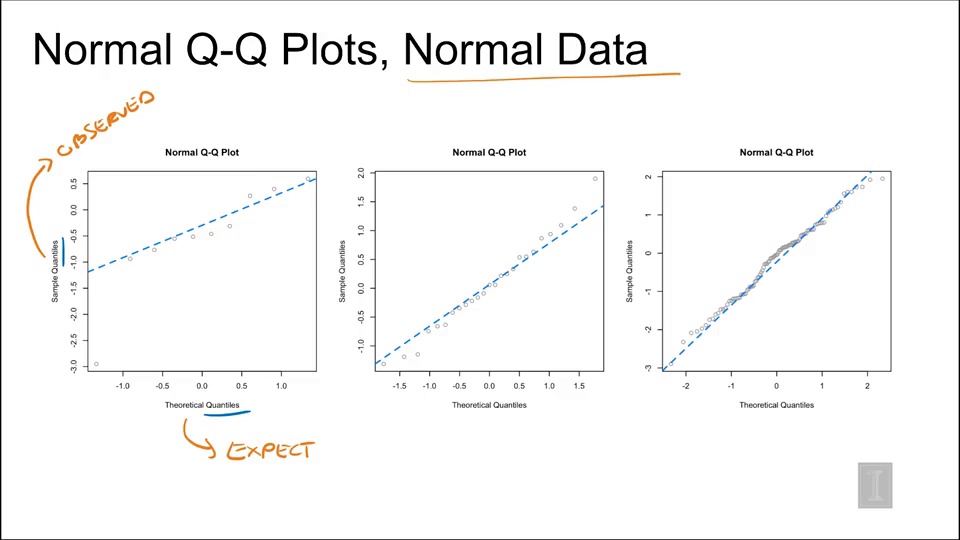 Normal Q-Q Plots, Normal Data
OBSERVED
Normal Q-Q Plot
Sample Quantiles
0.5
0.0
-0.5
-1.0
-1.5
-2.0
-2.5
-3.0
-1.0 -0.5 0.0 0.5 1.0
Theoretical Quantiles
EXPECT
Normal Q-Q Plot
Sample Quantiles
2.0
1.5
1.0
0.5
0.0
-0.5
-1.0
-1.5 -1.0 -0.5 0.0 0.5 1.0 1.5
Theoretical Quantiles
Normal Q-Q Plot
Sample Quantiles
2
1
0
-1
-2
-3
-2 -1 0 1 2
Theoretical Quantiles
I